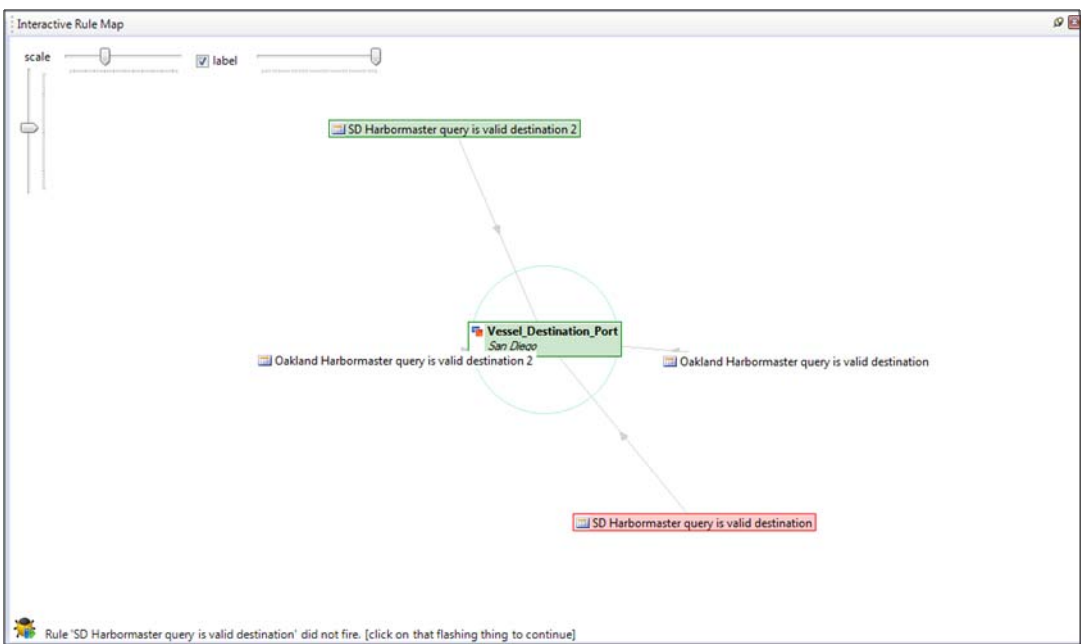 Interactive Rule Map
scale
label
SD Harbormaster query is valid destination 2
Vessel_Destination_Port
San Diego
Oakland Harbormaster query is valid destination 2
Oakland Harbormaster query is valid destination
SD Harbormaster query is valid destination
Rule 'SD Harbormaster query is valid destination' did not fire. [click on that flashing thing to continue]